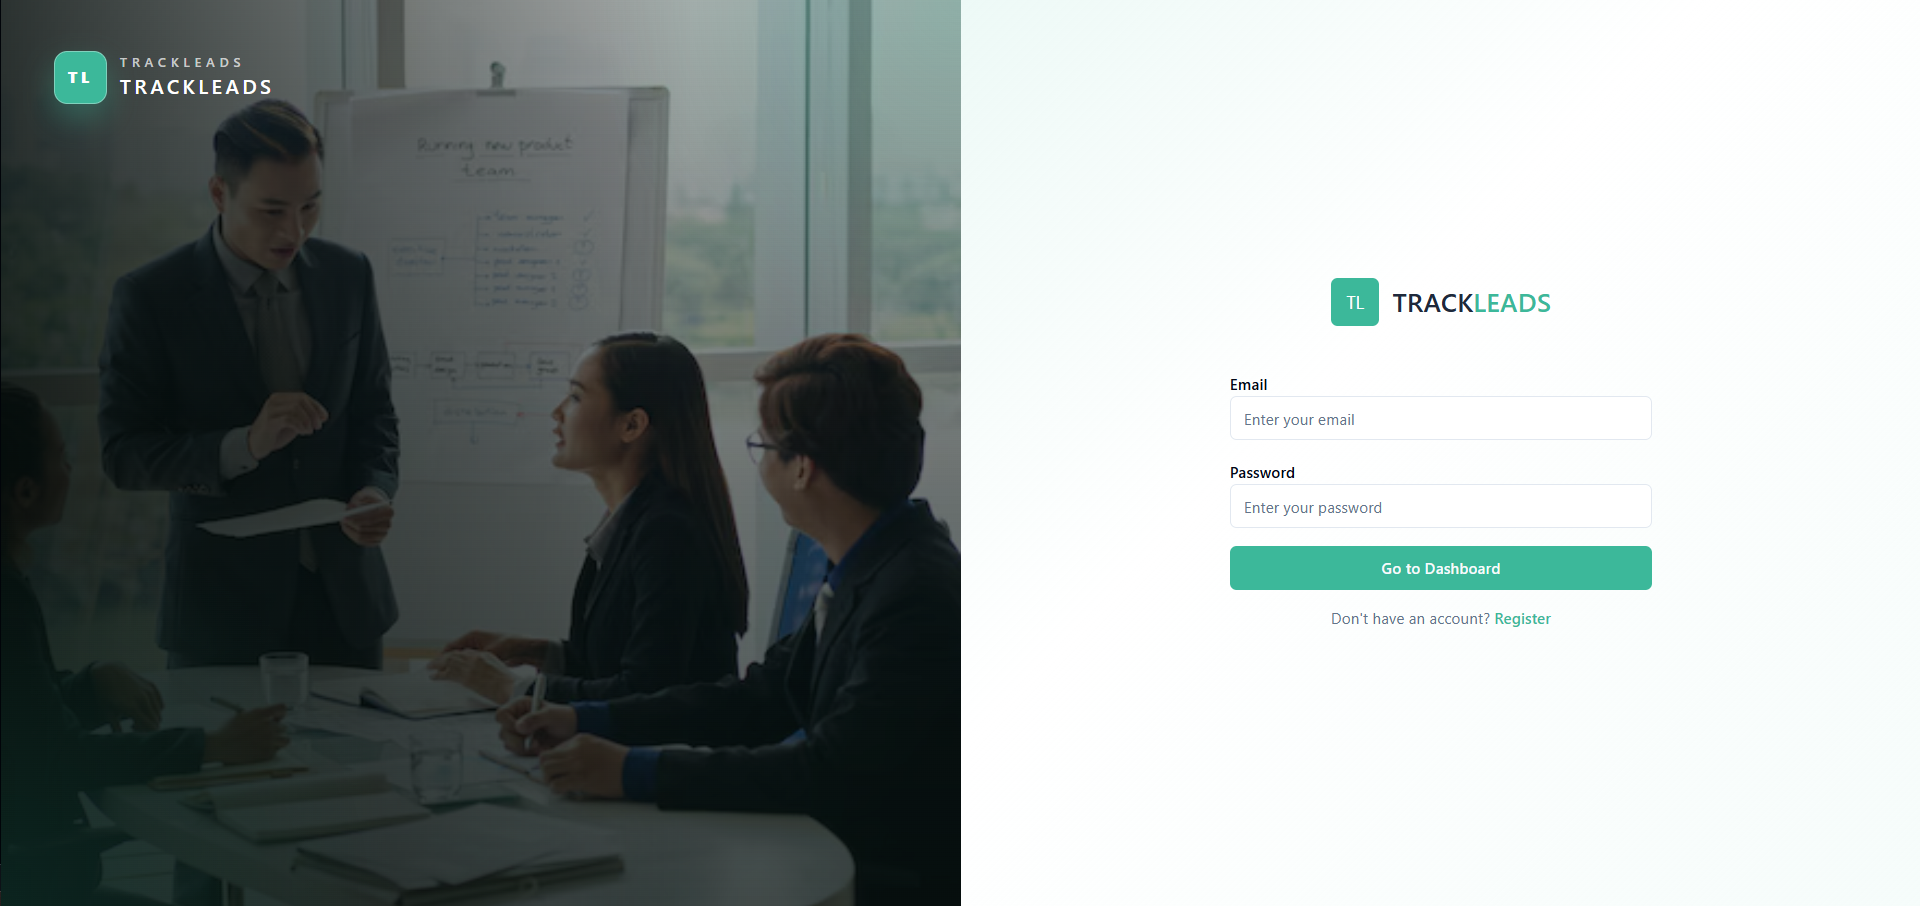 TL
TRACKLEADS
TRACKLEADS
Running new product
team
TL
TRACKLEADS
Email
Enter your email
Password
Enter your password
Go to Dashboard
Don't have an account? Register